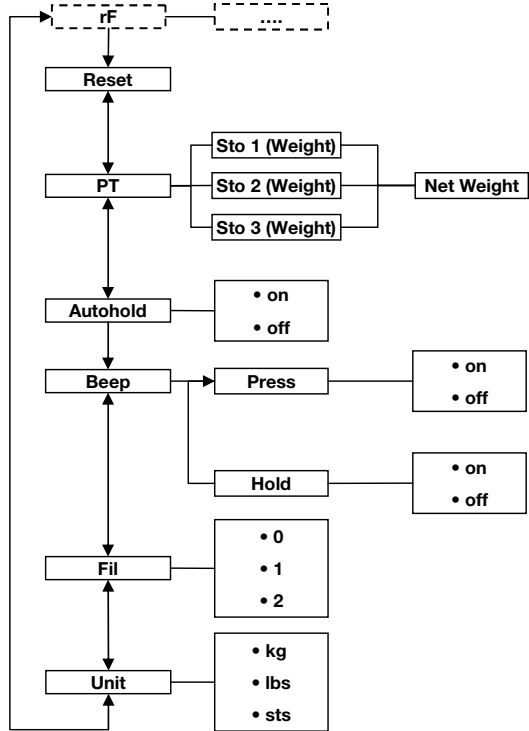 rF
....
Reset
Sto 1 (Weight)
PT
Sto 2 (Weight)
Net Weight
Sto 3 (Weight)
Autohold
• on
• off
Beep
Press
• on
• off
Hold
• on
• off
Fil
• 0
• 1
• 2
Unit
• kg
• lbs
• sts